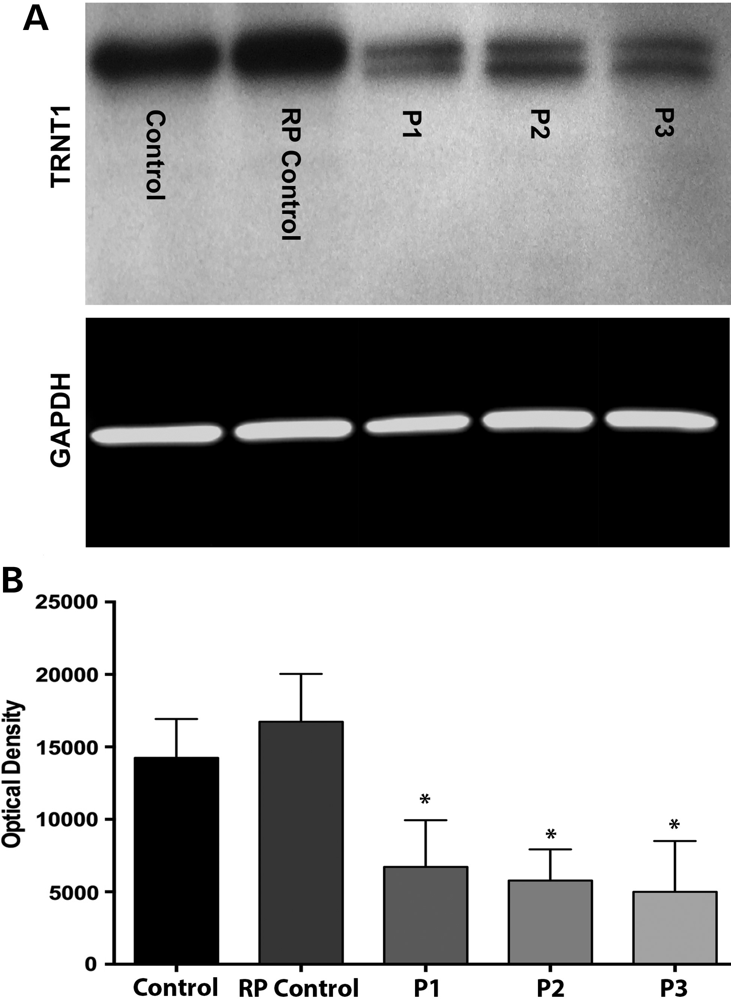 A
TRNT1
Control
RP Control
P1
P2
P3
GAPDH
B
Optical Density
25000
20000
15000
10000
5000
0
*
*
*
Control
RP Control
P1
P2
P3